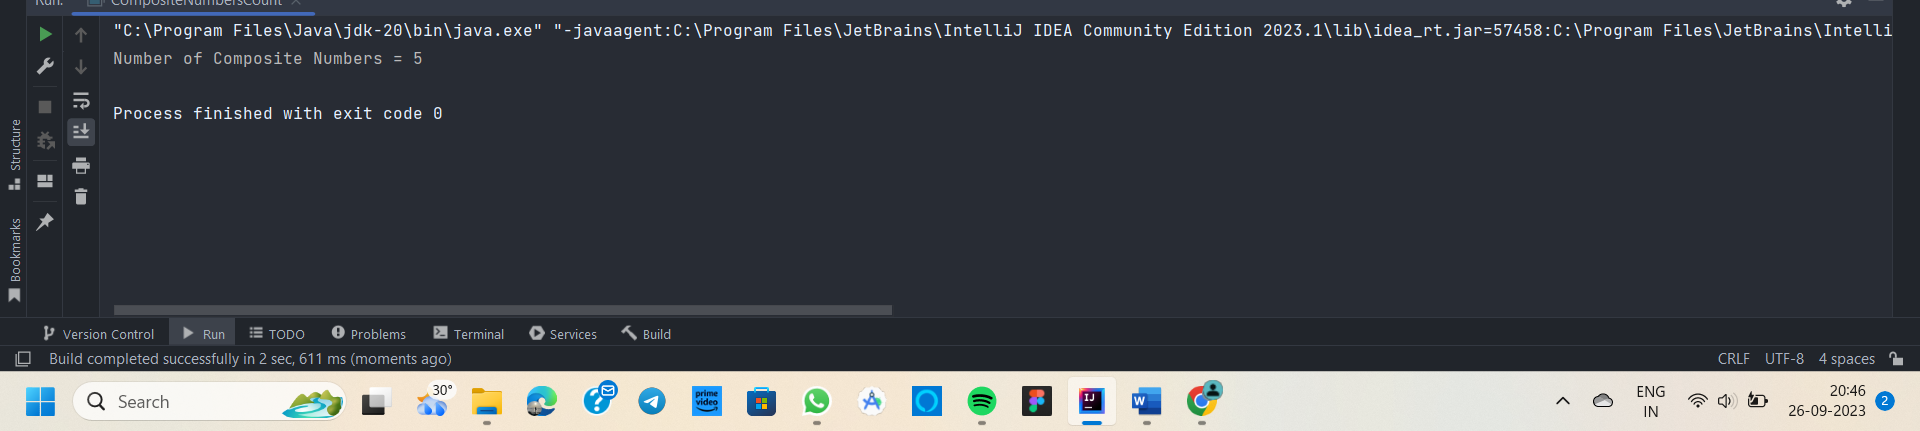 Run: CompositeNumbersCount
"C:\Program Files\Java\jdk-20\bin\java.exe" "-javaagent:C:\Program Files\JetBrains\IntelliJ IDEA Community Edition 2023.1\lib\idea_rt.jar=57458:C:\Program Files\JetBrains\Intelli
Number of Composite Numbers = 5
Process finished with exit code 0
Structure
Bookmarks
Version Control Run TODO Problems Terminal Services Build
Build completed successfully in 2 sec, 611 ms (moments ago) CRLF UTF-8 4 spaces
Search 30° prime video IJ W ENG 20:46
IN 26-09-2023 2